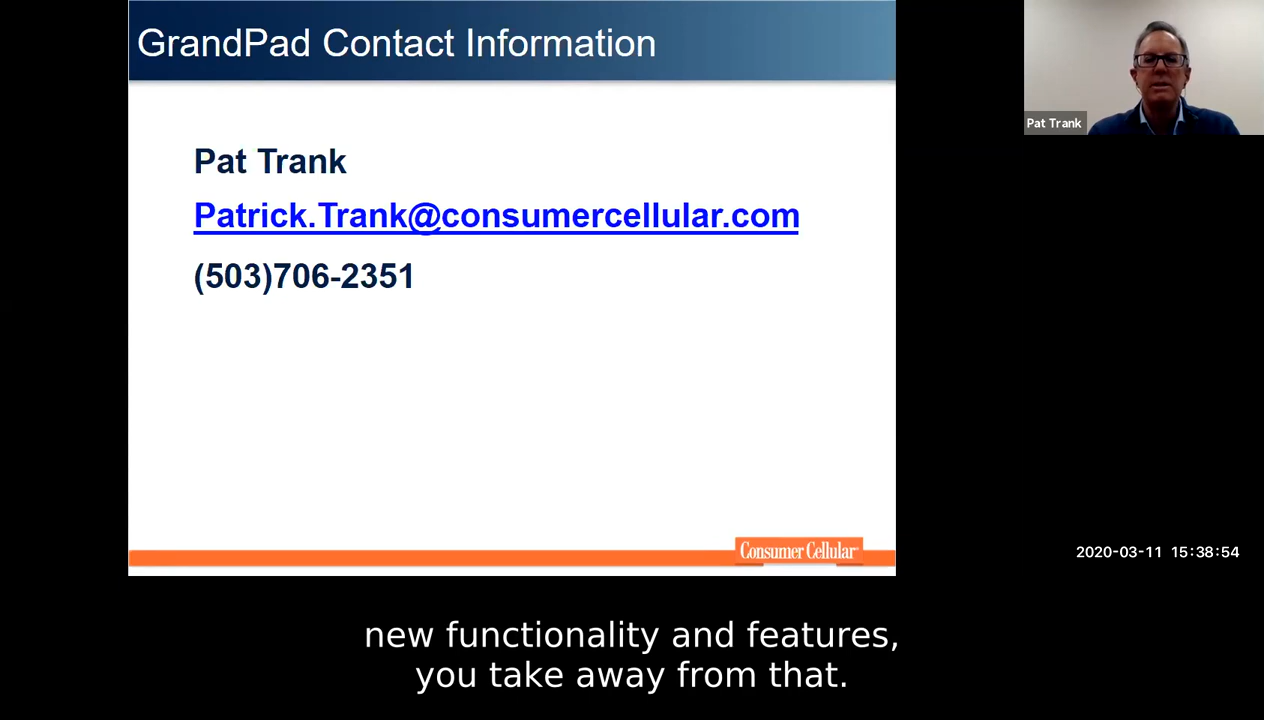 GrandPad Contact Information
Pat Trank
Pat Trank
Patrick.Trank@consumercellular.com
(503)706-2351
Consumer Cellular
2020-03-11 15:38:54
new functionality and features,
you take away from that.